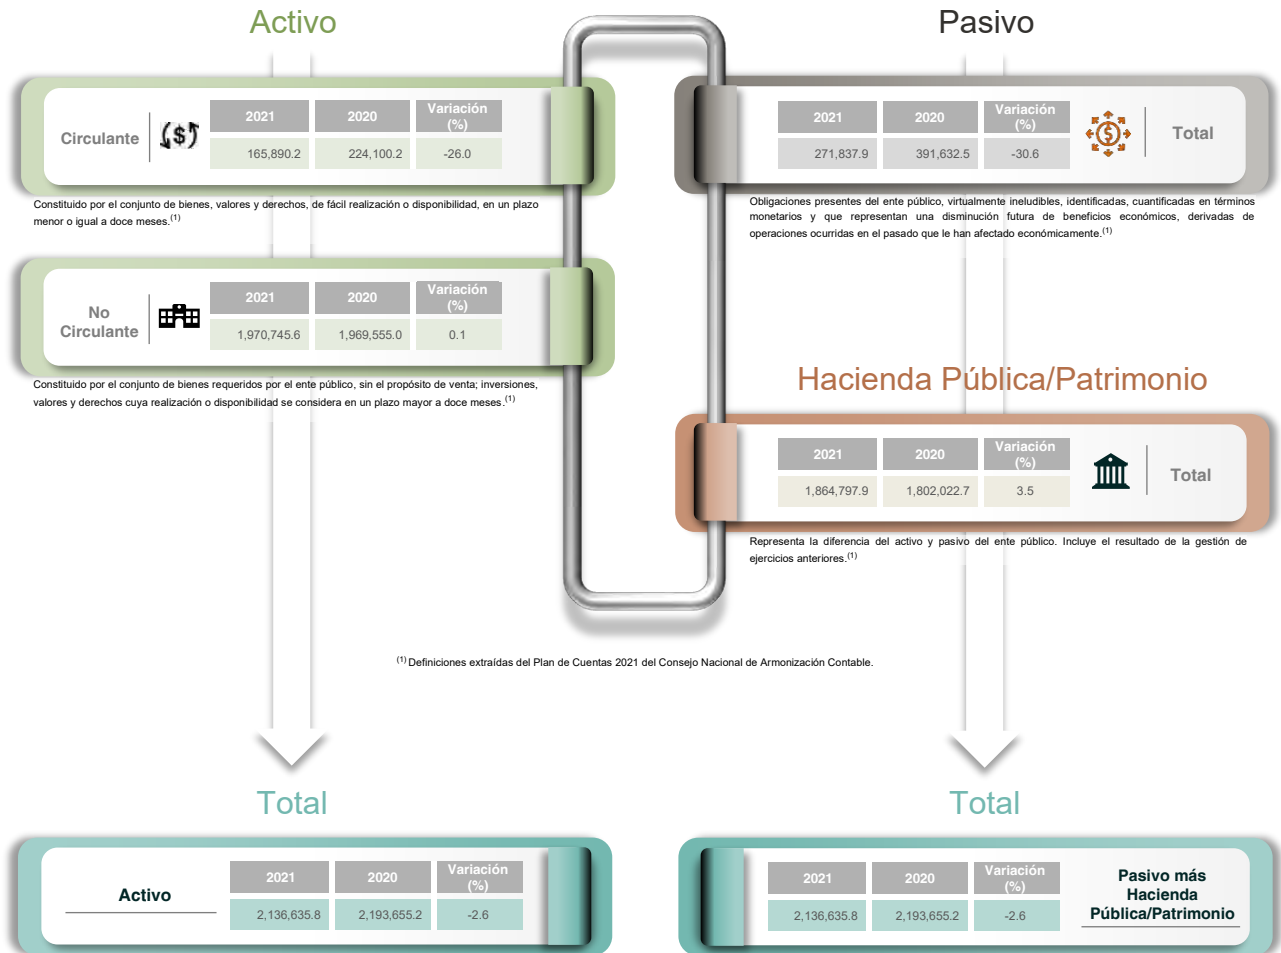 Activo
Circulante
2021 2020 Variación
(%)
165,890.2 224,100.2 -26.0
Constituido por el conjunto de bienes, valores y derechos, de fácil realización o disponibilidad, en un plazo
menor o igual a doce meses.(1)
No
Circulante
2021 2020 Variación
(%)
1,970,745.6 1,969,555.0 0.1
Constituido por el conjunto de bienes requeridos por el ente público, sin el propósito de venta; inversiones,
valores y derechos cuya realización o disponibilidad se considera en un plazo mayor a doce meses.(1)
Pasivo
2021 2020 Variación
(%)
271,837.9 391,632.5 -30.6
Total
Obligaciones presentes del ente público, virtualmente ineludibles, identificadas, cuantificadas en términos
monetarios y que representan una disminución futura de beneficios económicos, derivadas de
operaciones ocurridas en el pasado que le han afectado económicamente.(1)
Hacienda Pública/Patrimonio
2021 2020 Variación
(%)
1,864,797.9 1,802,022.7 3.5
Total
Representa la diferencia del activo y pasivo del ente público. Incluye el resultado de la gestión de
ejercicios anteriores.(1)
(1) Definiciones extraídas del Plan de Cuentas 2021 del Consejo Nacional de Armonización Contable.
Total
Activo
2021 2020 Variación
(%)
2,136,635.8 2,193,655.2 -2.6
Total
2021 2020 Variación
(%)
2,136,635.8 2,193,655.2 -2.6
Pasivo más
Hacienda
Pública/Patrimonio